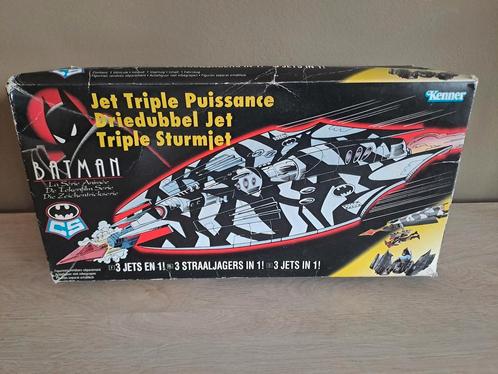 Jet Triple Puissance
Driedubbel Jet
Triple Sturmjet
Kenner
BATMAN
La Série Animée
De Tekenfilm Serie
Die Zeichentrickserie
3 JETS EN 1! 3 STRAALJAGERS IN 1! 3 JETS IN 1!